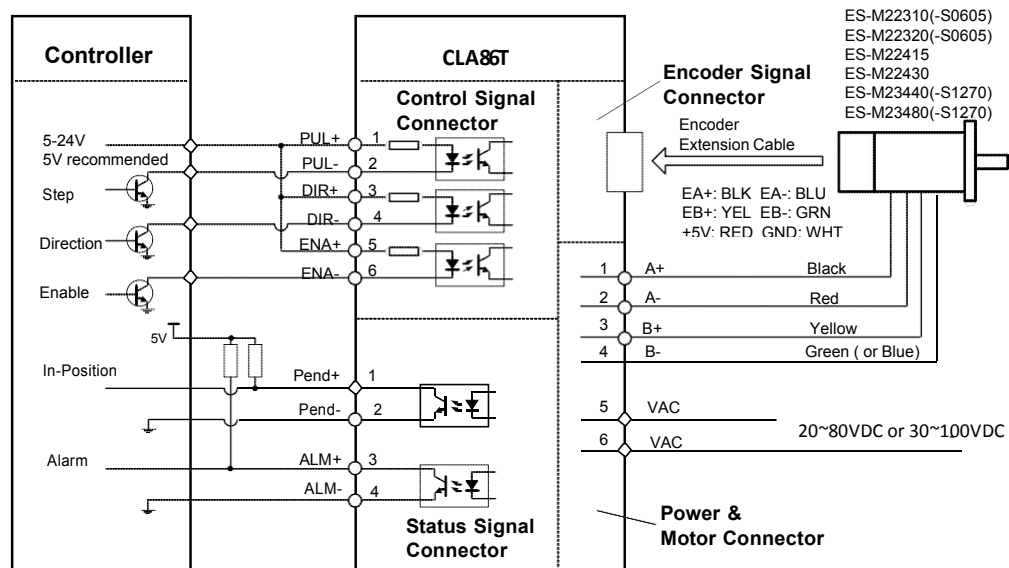 Controller
5-24V
5V recommended
Step
Direction
Enable
5V
In-Position
Alarm
CLA86T
Control Signal
Connector
PUL+ 1
PUL- 2
DIR+ 3
DIR- 4
ENA+ 5
ENA- 6
Pend+ 1
Pend- 2
ALM+ 3
ALM- 4
Status Signal
Connector
Encoder Signal
Connector
Encoder
Extension Cable
EA+: BLK EA-: BLU
EB+: YEL EB-: GRN
+5V: RED GND: WHT
ES-M22310(-S0605)
ES-M22320(-S0605)
ES-M22415
ES-M22430
ES-M23440(-S1270)
ES-M23480(-S1270)
1 A+ Black
2 A- Red
3 B+ Yellow
4 B- Green ( or Blue)
5 VAC
6 VAC
20~80VDC or 30~100VDC
Power &
Motor Connector